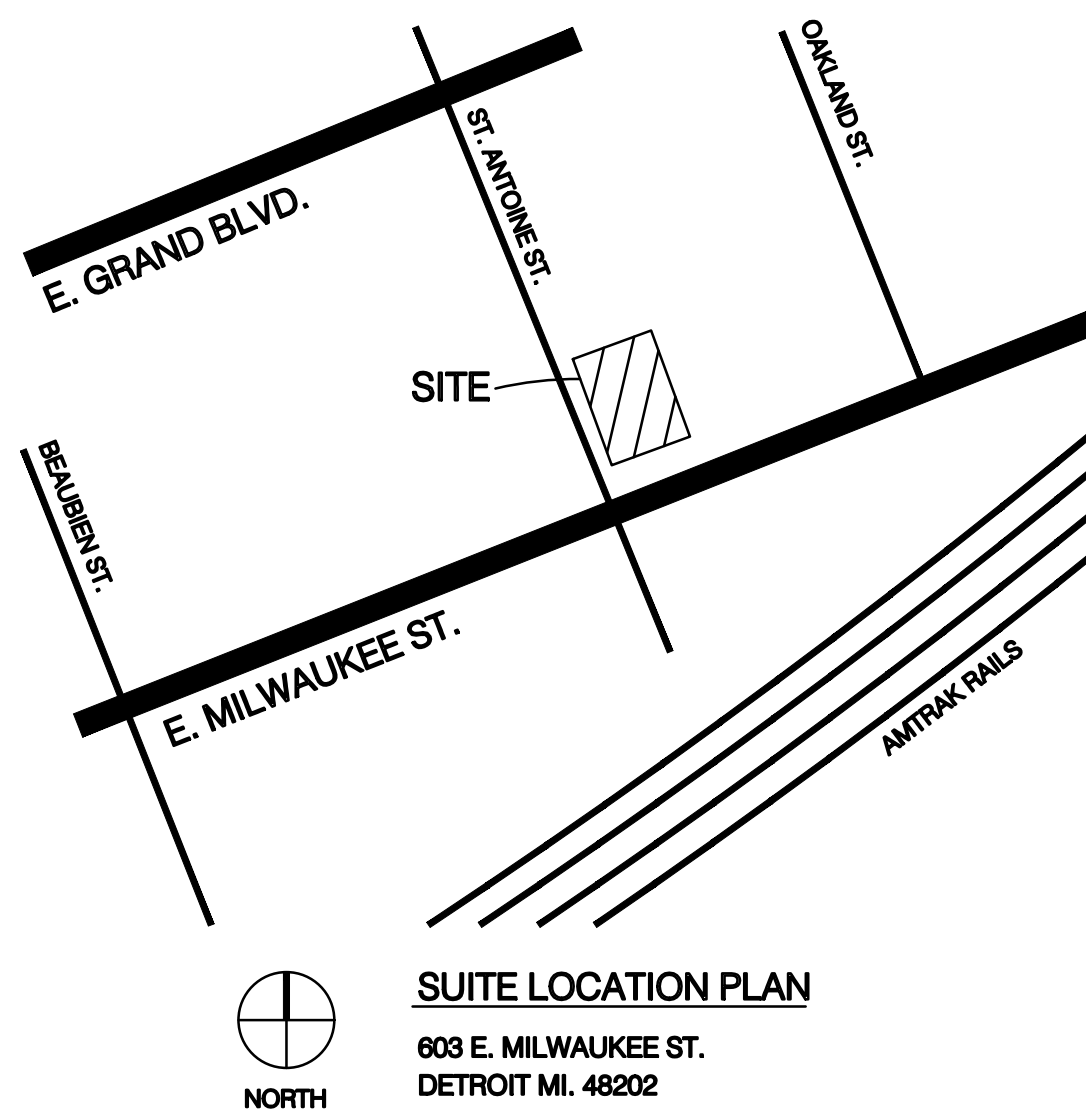 OAKLAND ST.
ST. ANTOINE ST.
E. GRAND BLVD.
SITE
BEAUBIEN ST.
E. MILWAUKEE ST.
AMTRAK RAILS
SUITE LOCATION PLAN
603 E. MILWAUKEE ST.
DETROIT MI. 48202
NORTH